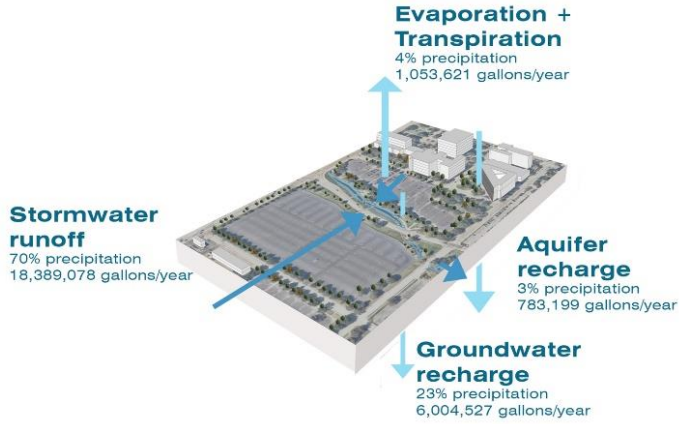 Evaporation +
Transpiration
4% precipitation
1,053,621 gallons/year
Stormwater
runoff
70% precipitation
18,389,078 gallons/year
Aquifer
recharge
3% precipitation
783,199 gallons/year
Groundwater
recharge
23% precipitation
6,004,527 gallons/year